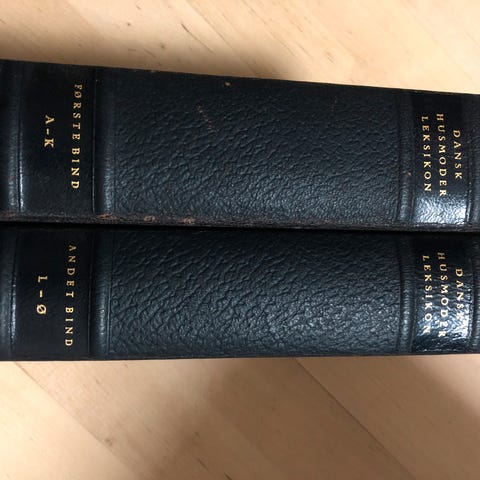 DANSK
HUSMODER
LEKSIKON
FØRSTE BIND
A-K
DANSK
HUSMODER
LEKSIKON
ANDET BIND
L-Ø